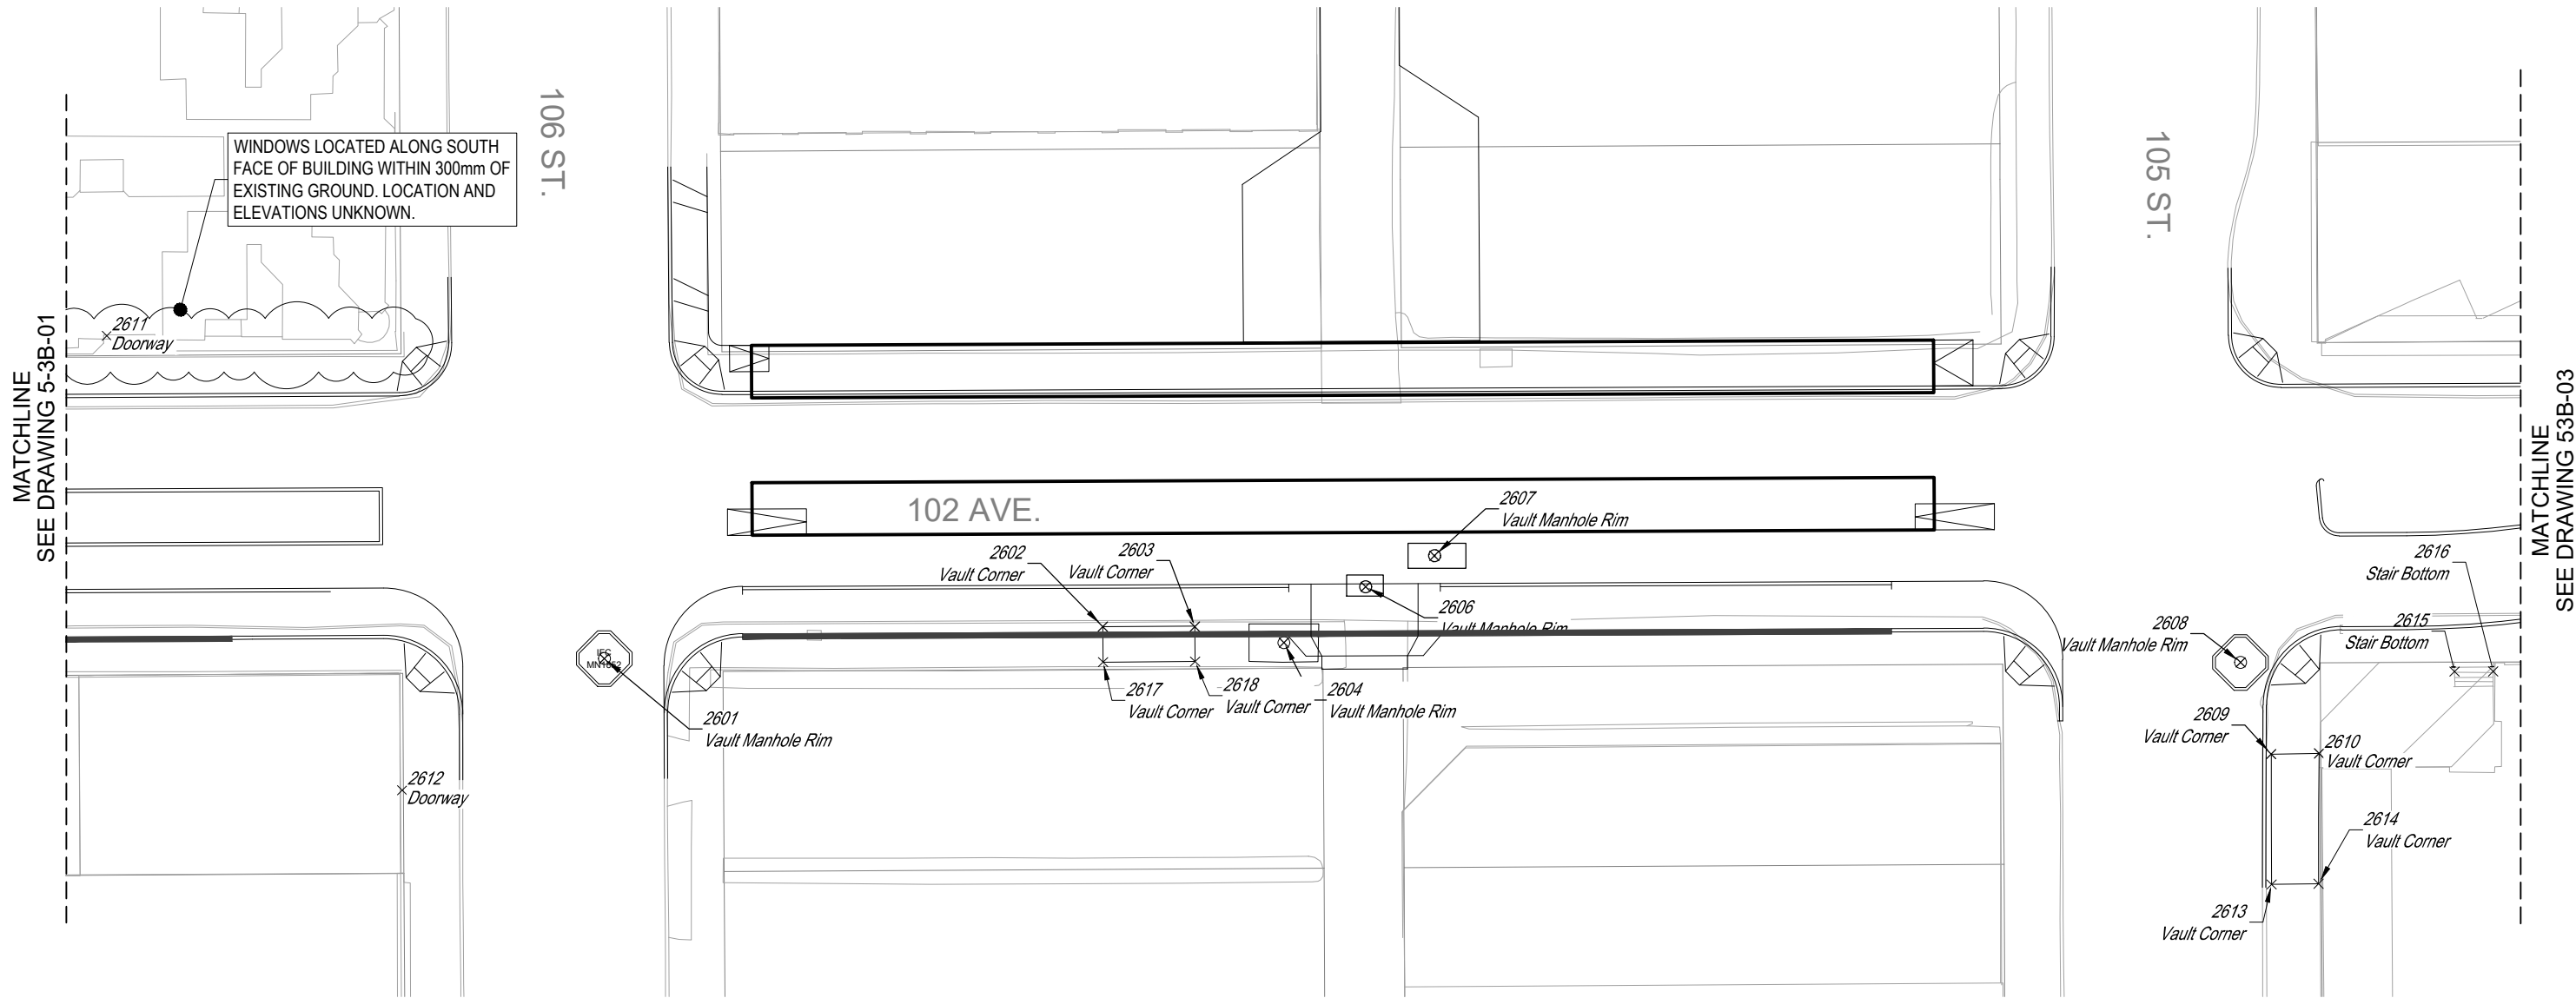 106 ST.
WINDOWS LOCATED ALONG SOUTH
FACE OF BUILDING WITHIN 300mm OF
EXISTING GROUND. LOCATION AND
ELEVATIONS UNKNOWN.
105 ST.
2611
Doorway
MATCHLINE
SEE DRAWING 5-3B-01
MATCHLINE
SEE DRAWING 53B-03
102 AVE.
2607
Vault Manhole Rim
2602
Vault Corner
2603
Vault Corner
2616
Stair Bottom
2606
Vault Manhole Rim
2608
Vault Manhole Rim
2615
Stair Bottom
2617
Vault Corner
2618
Vault Corner
2604
Vault Manhole Rim
2601
Vault Manhole Rim
2609
Vault Corner
2610
Vault Corner
2612
Doorway
2614
Vault Corner
2613
Vault Corner